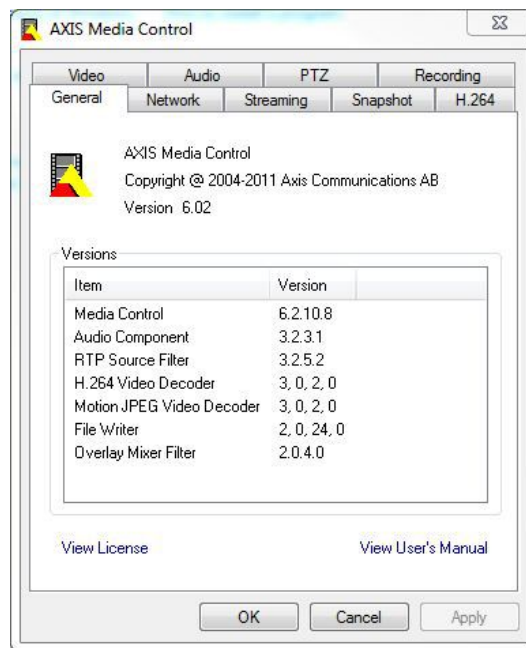 AXIS Media Control
Video Audio PTZ Recording
General Network Streaming Snapshot H.264
AXIS Media Control
Copyright @ 2004-2011 Axis Communications AB
Version 6.02
Versions
Item Version
Media Control 6.2.10.8
Audio Component 3.2.3.1
RTP Source Filter 3.2.5.2
H.264 Video Decoder 3, 0, 2, 0
Motion JPEG Video Decoder 3, 0, 2, 0
File Writer 2, 0, 24, 0
Overlay Mixer Filter 2.0.4.0
View License View User's Manual
OK Cancel Apply